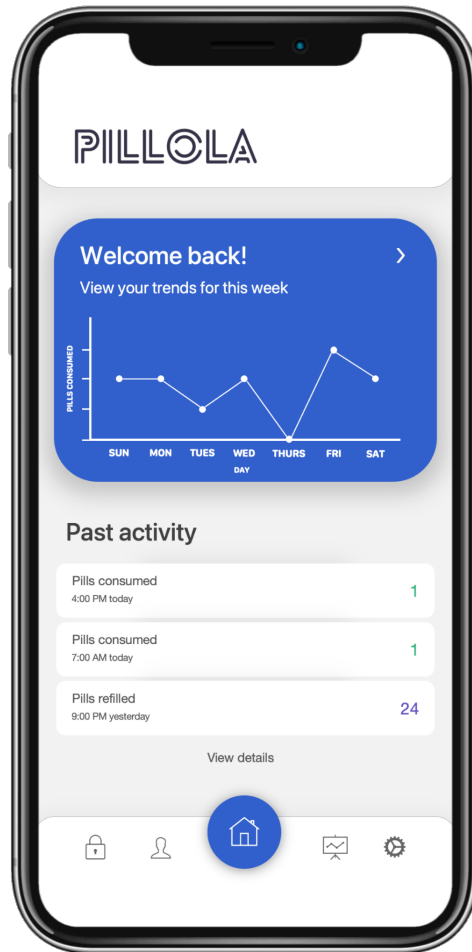 PILLOLA
Welcome back!
View your trends for this week
PILLS CONSUMED
SUN MON TUES WED THURS FRI SAT
DAY
Past activity
Pills consumed
4:00 PM today
1
Pills consumed
7:00 AM today
1
Pills refilled
9:00 PM yesterday
24
View details